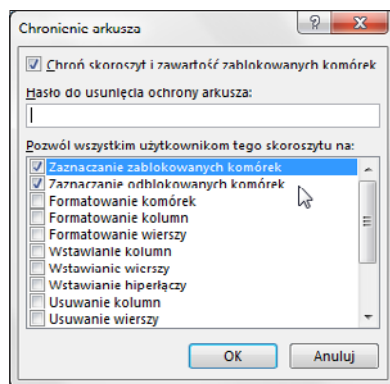 Chronienie arkusza
Chroń skoroszyt i zawartość zablokowanych komórek
Hasło do usunięcia ochrony arkusza:
Pozwól wszystkim użytkownikom tego skoroszytu na:
Zaznaczanie zablokowanych komórek
Zaznaczanie odblokowanych komórek
Formatowanie komórek
Formatowanie kolumn
Formatowanie wierszy
Wstawianie kolumn
Wstawianie wierszy
Wstawianie hiperłączy
Usuwanie kolumn
Usuwanie wierszy
OK Anuluj